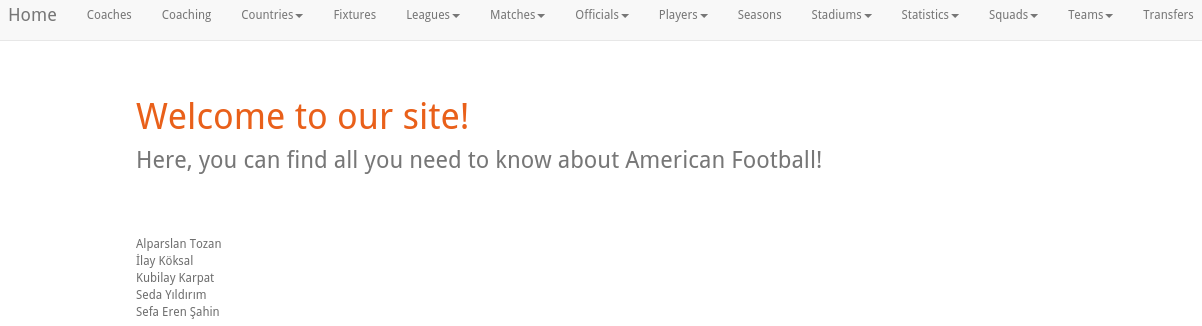 Home Coaches Coaching Countries Fixtures Leagues Matches Officials Players Seasons Stadiums Statistics Squads Teams Transfers
Welcome to our site!
Here, you can find all you need to know about American Football!
Alparslan Tozan
İlay Köksal
Kubilay Karpat
Seda Yıldırım
Sefa Eren Şahin